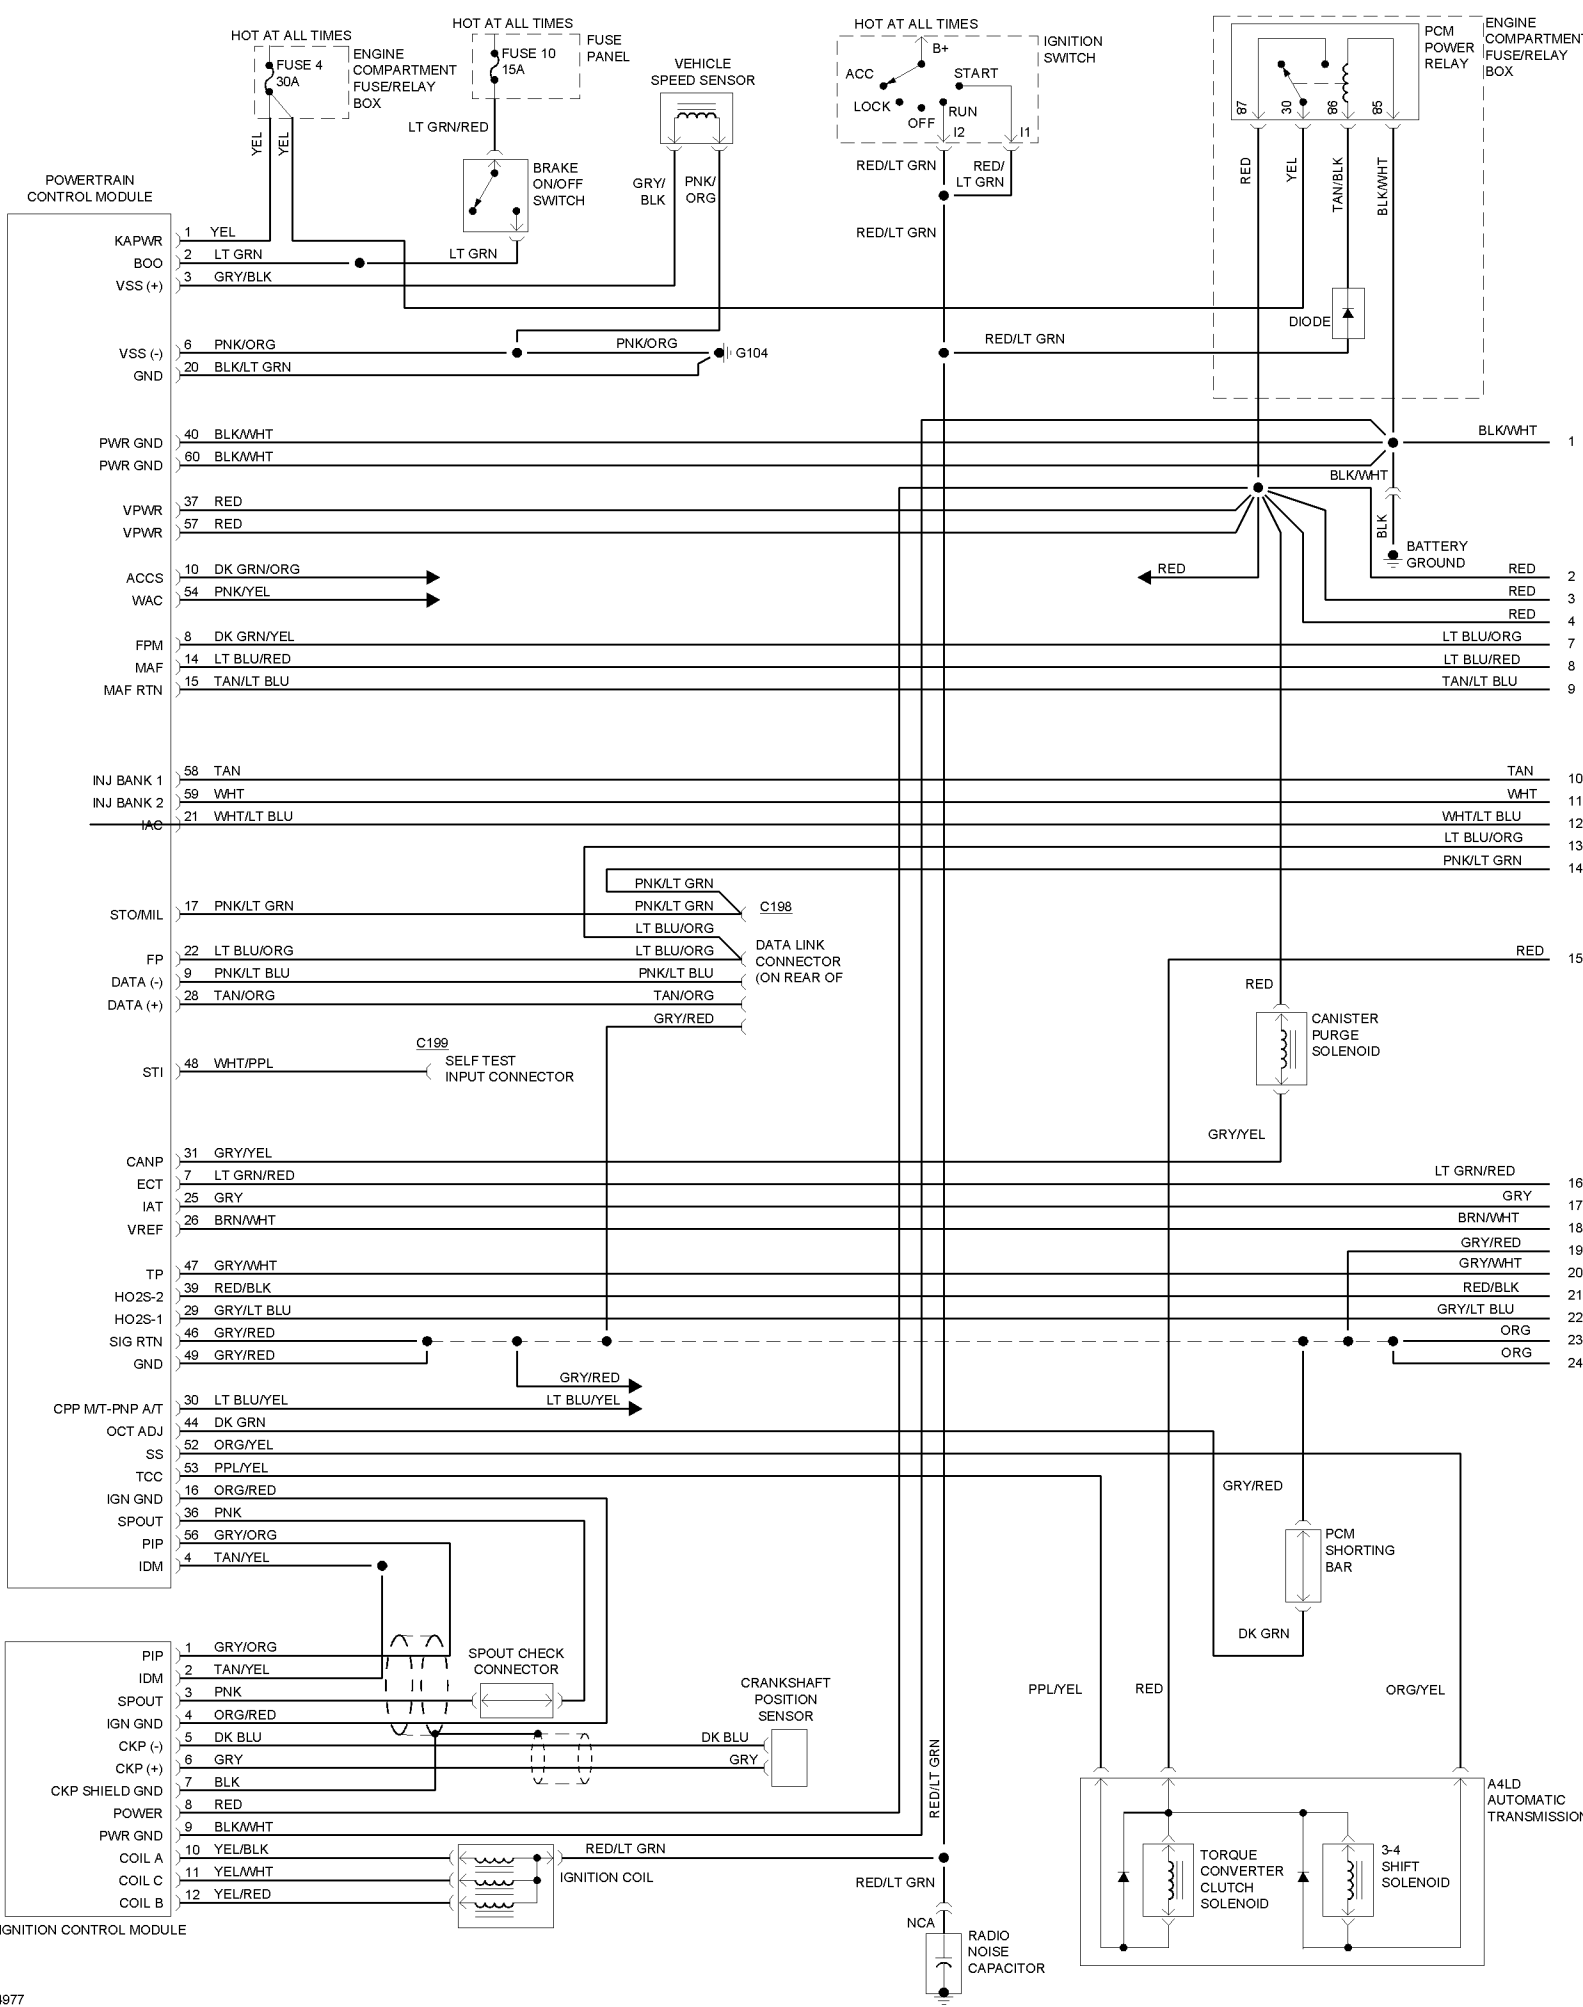 HOT AT ALL TIMES
FUSE 4
30A
ENGINE
COMPARTMENT
FUSE/RELAY
BOX
YEL
YEL
HOT AT ALL TIMES
FUSE 10
15A
FUSE
PANEL
LT GRN/RED
BRAKE
ON/OFF
SWITCH
VEHICLE
SPEED SENSOR
GRY/
BLK
PNK/
ORG
HOT AT ALL TIMES
B+
ACC
START
LOCK
RUN
OFF
I2
I1
IGNITION
SWITCH
RED/LT GRN
RED/
LT GRN
RED/LT GRN
PCM
POWER
RELAY
ENGINE
COMPARTMENT
FUSE/RELAY
BOX
87
30
86
85
RED
YEL
TAN/BLK
BLK/WHT
DIODE
RED/LT GRN
POWERTRAIN
CONTROL MODULE
KAPWR 1 YEL
BOO 2 LT GRN LT GRN
VSS (+) 3 GRY/BLK
VSS (-) 6 PNK/ORG PNK/ORG G104
GND 20 BLK/LT GRN
PWR GND 40 BLK/WHT BLK/WHT 1
PWR GND 60 BLK/WHT
BLK/WHT
BLK
BATTERY
GROUND
VPWR 37 RED
VPWR 57 RED
ACCS 10 DK GRN/ORG RED RED 2
WAC 54 PNK/YEL RED 3
RED 4
FPM 8 DK GRN/YEL LT BLU/ORG 7
MAF 14 LT BLU/RED LT BLU/RED 8
MAF RTN 15 TAN/LT BLU TAN/LT BLU 9
INJ BANK 1 58 TAN TAN 10
INJ BANK 2 59 WHT WHT 11
IAC 21 WHT/LT BLU WHT/LT BLU 12
LT BLU/ORG 13
PNK/LT GRN 14
PNK/LT GRN
STO/MIL 17 PNK/LT GRN PNK/LT GRN C198
LT BLU/ORG
FP 22 LT BLU/ORG LT BLU/ORG RED 15
DATA (-) 9 PNK/LT BLU PNK/LT BLU
DATA (+) 28 TAN/ORG TAN/ORG
GRY/RED
DATA LINK
CONNECTOR
(ON REAR OF
RED
CANISTER
PURGE
SOLENOID
GRY/YEL
C199
STI 48 WHT/PPL
SELF TEST
INPUT CONNECTOR
CANP 31 GRY/YEL
ECT 7 LT GRN/RED LT GRN/RED 16
IAT 25 GRY GRY 17
VREF 26 BRN/WHT BRN/WHT 18
GRY/RED 19
TP 47 GRY/WHT GRY/WHT 20
HO2S-2 39 RED/BLK RED/BLK 21
HO2S-1 29 GRY/LT BLU GRY/LT BLU 22
SIG RTN 46 GRY/RED ORG 23
GND 49 GRY/RED ORG 24
GRY/RED
CPP M/T-PNP A/T 30 LT BLU/YEL LT BLU/YEL
OCT ADJ 44 DK GRN
SS 52 ORG/YEL
TCC 53 PPL/YEL
IGN GND 16 ORG/RED
SPOUT 36 PNK
PIP 56 GRY/ORG
IDM 4 TAN/YEL
GRY/RED
PCM
SHORTING
BAR
DK GRN
PIP 1 GRY/ORG
IDM 2 TAN/YEL
SPOUT 3 PNK
IGN GND 4 ORG/RED
CKP (-) 5 DK BLU DK BLU
CKP (+) 6 GRY GRY
CKP SHIELD GND 7 BLK
POWER 8 RED
PWR GND 9 BLK/WHT
COIL A 10 YEL/BLK
COIL C 11 YEL/WHT
COIL B 12 YEL/RED
IGNITION CONTROL MODULE
SPOUT CHECK
CONNECTOR
CRANKSHAFT
POSITION
SENSOR
RED/LT GRN
IGNITION COIL
RED/LT GRN
RED/LT GRN
NCA
RADIO
NOISE
CAPACITOR
PPL/YEL
RED
ORG/YEL
A4LD
AUTOMATIC
TRANSMISSION
TORQUE
CONVERTER
CLUTCH
SOLENOID
3-4
SHIFT
SOLENOID
4977